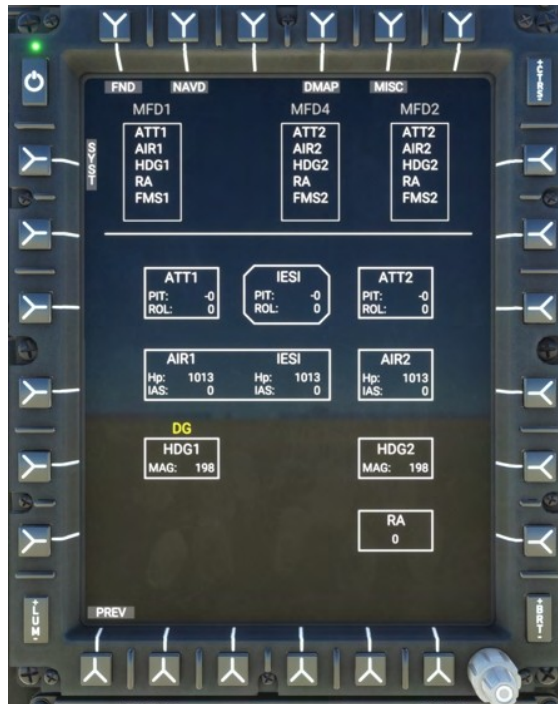 FND NAVD DMAP MISC
MFD1 MFD4 MFD2
ATT1 ATT2 ATT2
AIR1 AIR2 AIR2
HDG1 HDG2 HDG2
RA RA RA
FMS1 FMS2 FMS2
SYST
+CTRS-
ATT1 IESI ATT2
PIT: -0 PIT: -0 PIT: -0
ROL: 0 ROL: 0 ROL: 0
AIR1 IESI AIR2
Hp: 1013 Hp: 1013 Hp: 1013
IAS: 0 IAS: 0 IAS: 0
DG
HDG1 HDG2
MAG: 198 MAG: 198
RA
0
+LUM-
+BRT-
PREV